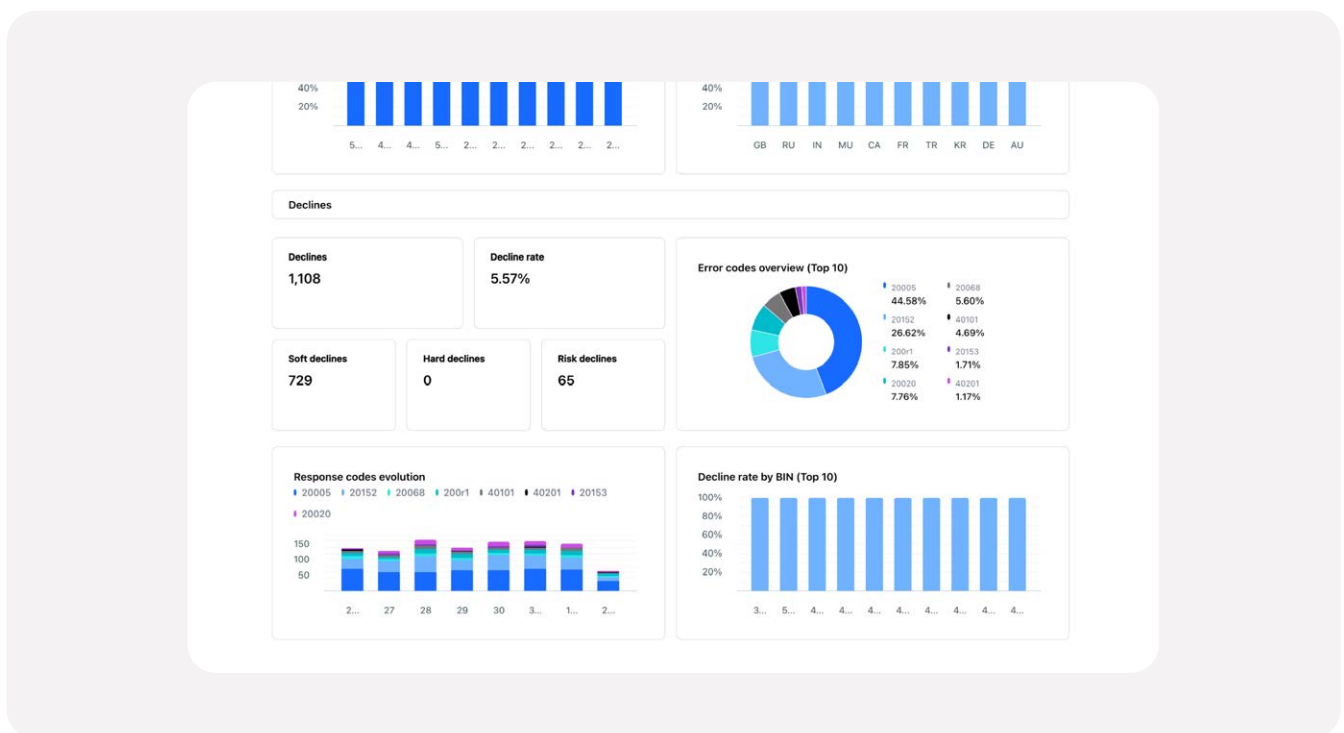 40%
20%
5... 4... 4... 5... 2... 2... 2... 2... 2... 2...
40%
20%
GB RU IN MU CA FR TR KR DE AU
Declines
Declines
1,108
Decline rate
5.57%
Soft declines
729
Hard declines
0
Risk declines
65
Error codes overview (Top 10)
20005 20068
44.58% 5.60%
20152 40101
26.62% 4.69%
200r1 20153
7.85% 1.71%
20020 40201
7.76% 1.17%
Response codes evolution
20005 20152 20068 200r1 40101 40201 20153
20020
150
100
50
2... 27 28 29 30 3... 1... 2...
Decline rate by BIN (Top 10)
100%
80%
60%
40%
20%
3... 5... 4... 4... 4... 4... 4... 4... 4... 4...